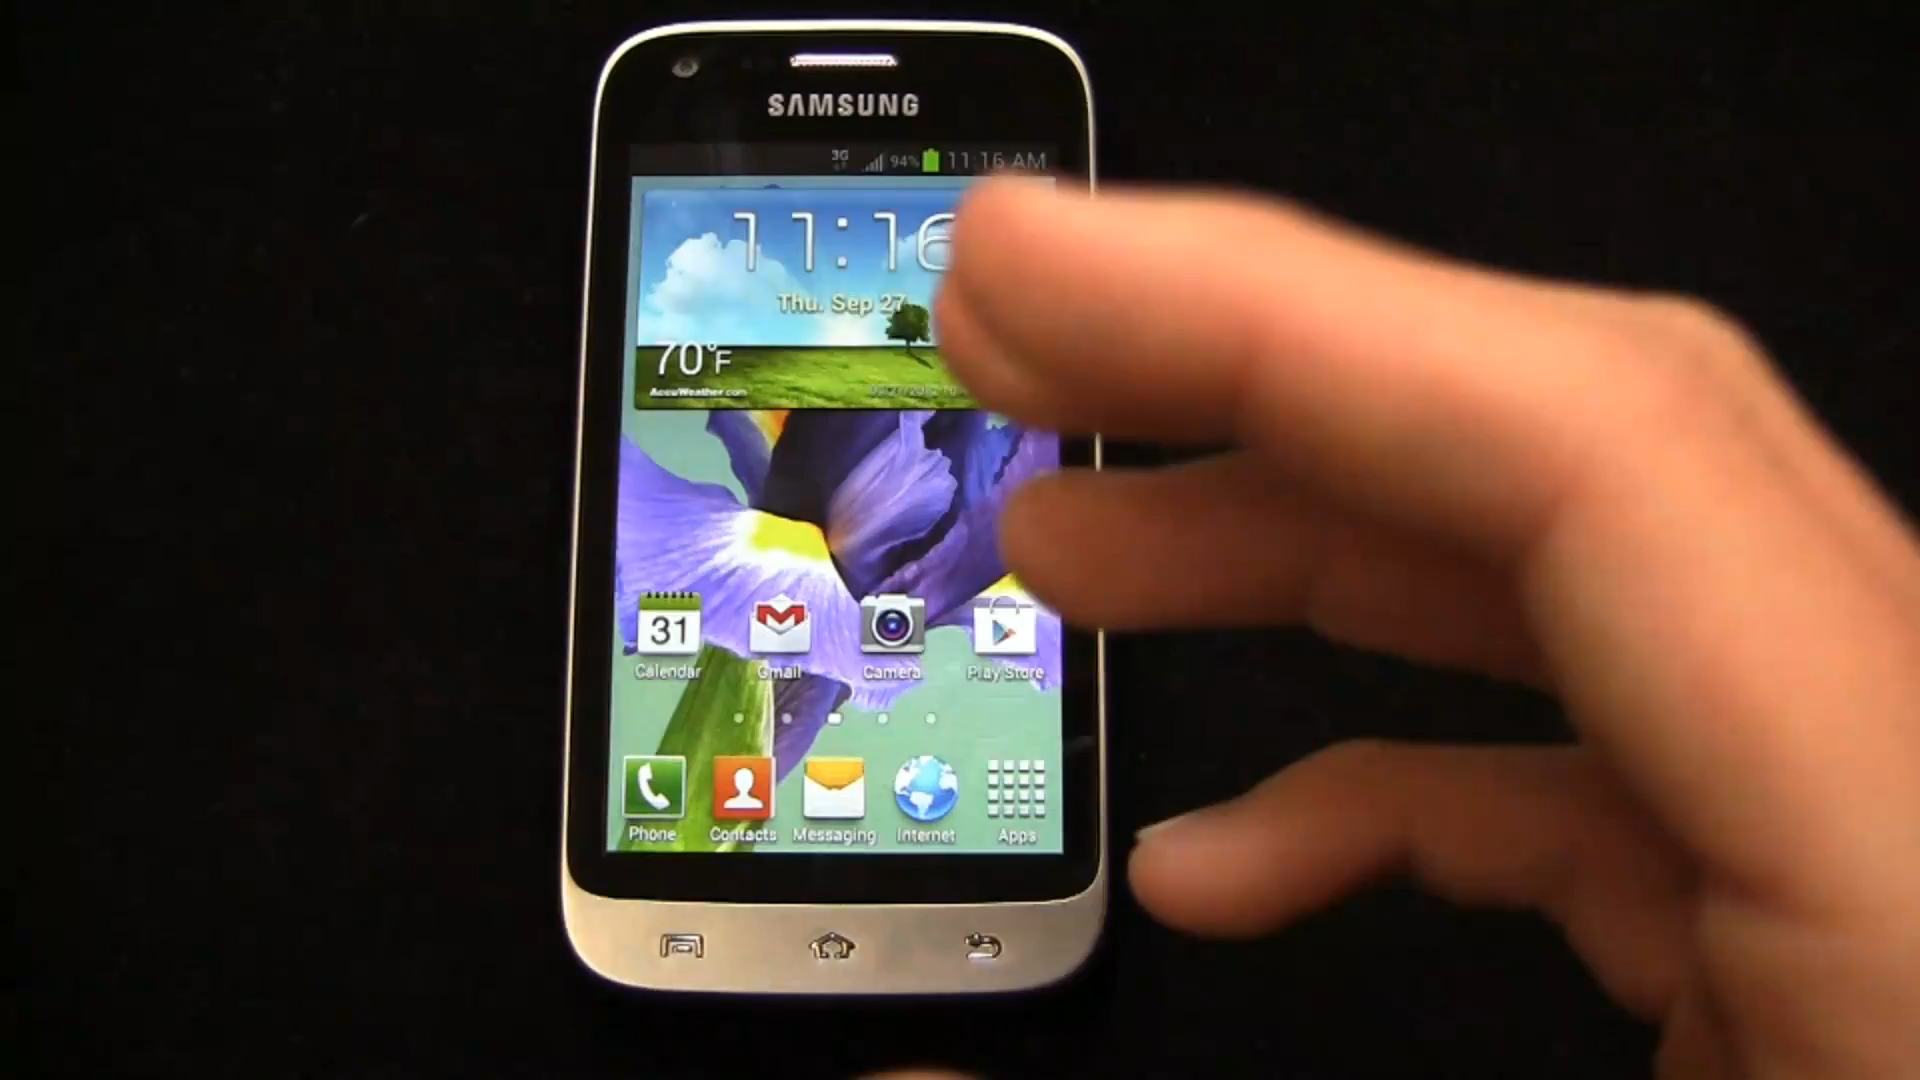 SAMSUNG
3G 94% 11:16 AM
11:16
Thu. Sep 27
70°F
AccuWeather.com
31
Calendar Gmail Camera Play Store
Phone Contacts Messaging Internet Apps